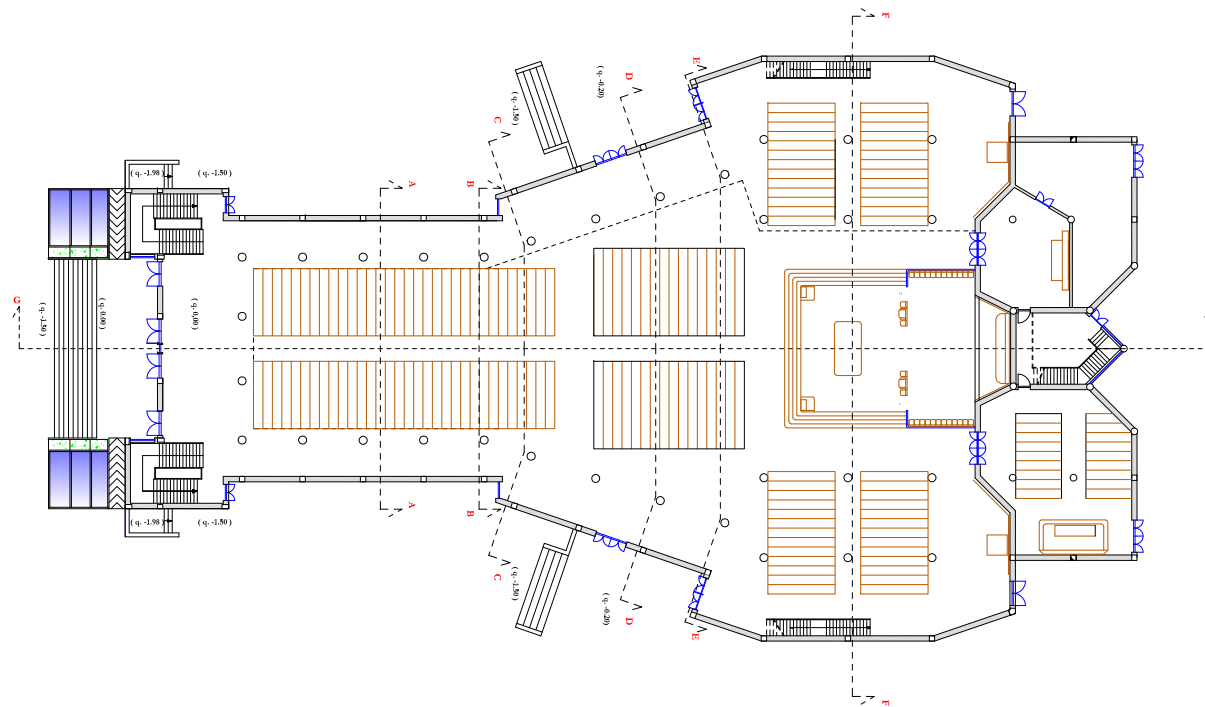 F
E
D
( q. -0.20)
( q. -1.50 )
C
( q. -1.98 )
( q. -1.50 )
A
B
G
( q. -1.50 )
( q. 0.00 )
( q. 0.00 )
A
B
( q. -1.98 )
( q. -1.50 )
C
( q. -1.50 )
( q. -0.20)
D
E
F